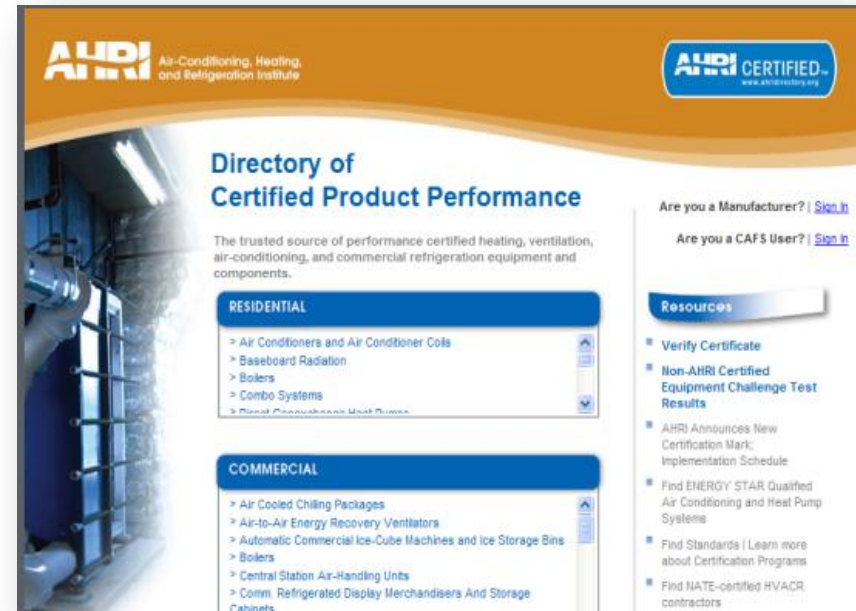 AHRI Air-Conditioning, Heating,
and Refrigeration Institute
AHRI CERTIFIED™
www.ahridirectory.org
Directory of
Certified Product Performance
The trusted source of performance certified heating, ventilation,
air-conditioning, and commercial refrigeration equipment and
components.
Are you a Manufacturer? | Sign In
Are you a CAFS User? | Sign In
RESIDENTIAL
> Air Conditioners and Air Conditioner Coils
> Baseboard Radiation
> Boilers
> Combo Systems
> Direct Geoexchange Heat Pumps
COMMERCIAL
> Air Cooled Chilling Packages
> Air-to-Air Energy Recovery Ventilators
> Automatic Commercial Ice-Cube Machines and Ice Storage Bins
> Boilers
> Central Station Air-Handling Units
> Comm. Refrigerated Display Merchandisers And Storage
Cabinets
Resources
Verify Certificate
Non-AHRI Certified
Equipment Challenge Test
Results
AHRI Announces New
Certification Mark;
Implementation Schedule
Find ENERGY STAR Qualified
Air Conditioning and Heat Pump
Systems
Find Standards | Learn more
about Certification Programs
Find NATE-certified HVACR
contractors